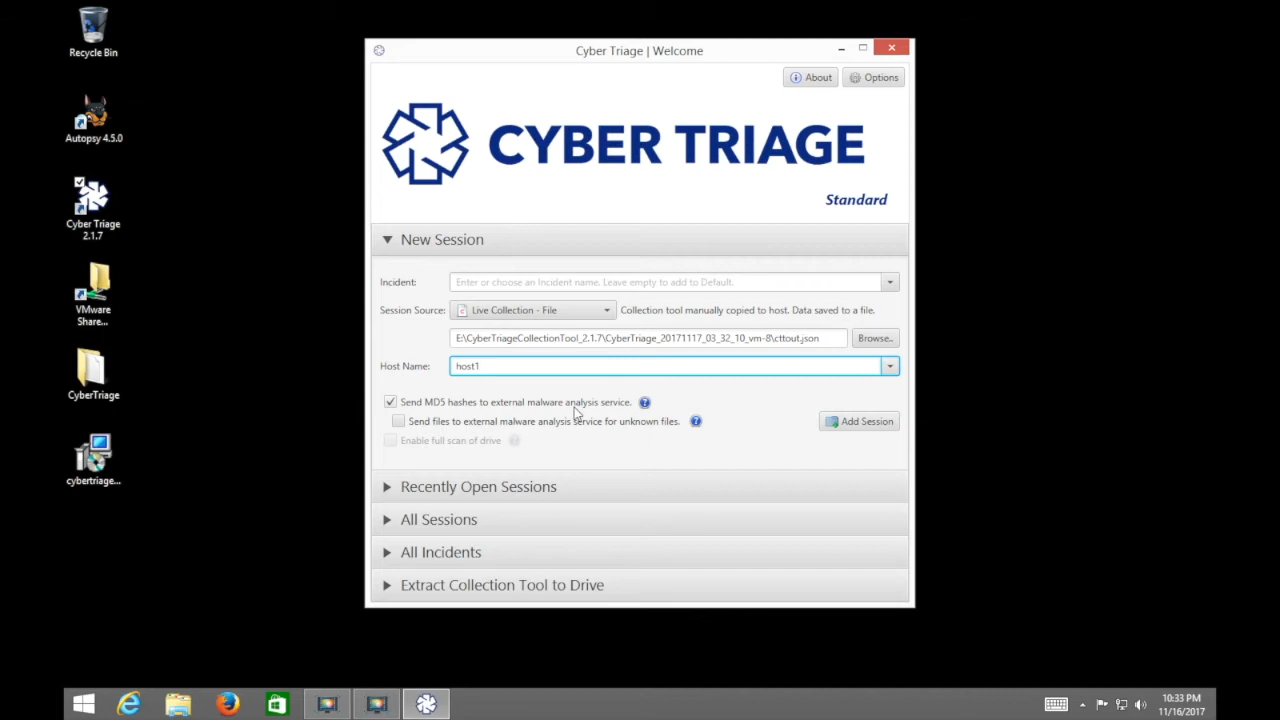 Recycle Bin
Autopsy 4.5.0
Cyber Triage
2.1.7
VMware
Share...
CyberTriage
cybertriage...
Cyber Triage | Welcome
About
Options
CYBER TRIAGE
Standard
New Session
Incident: Enter or choose an Incident name. Leave empty to add to Default.
Session Source: Live Collection - File Collection tool manually copied to host. Data saved to a file.
E:\CyberTriageCollectionTool_2.1.7\CyberTriage_20171117_03_32_10_vm-8\cttout.json Browse..
Host Name: host1
Send MD5 hashes to external malware analysis service.
Send files to external malware analysis service for unknown files.
Add Session
Enable full scan of drive
Recently Open Sessions
All Sessions
All Incidents
Extract Collection Tool to Drive
10:33 PM
11/16/2017